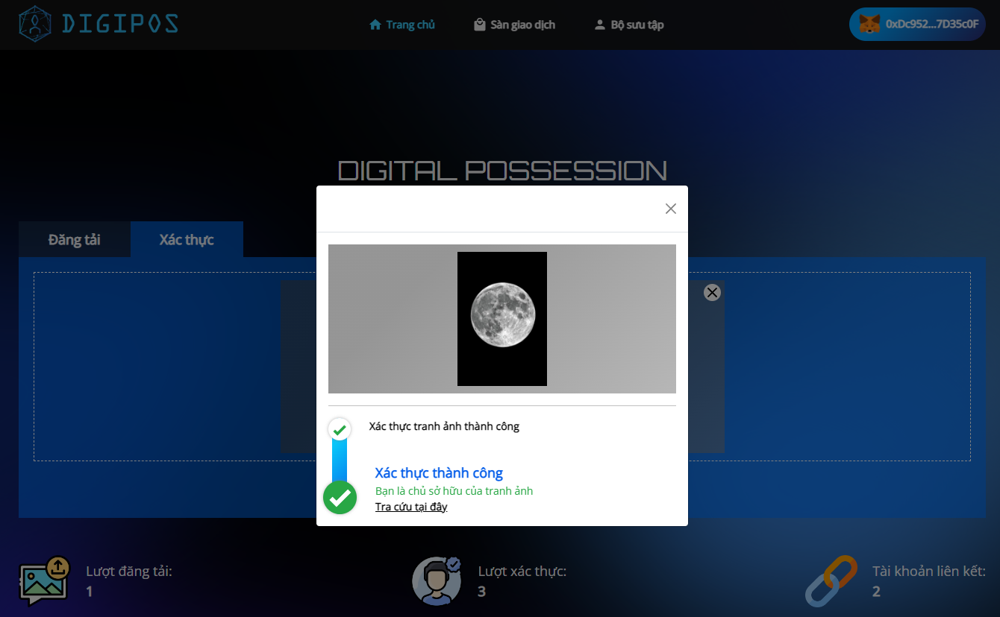 DIGIPOS
Trang chủ
Sàn giao dịch
Bộ sưu tập
0xDc952...7D35c0F
DIGITAL POSSESSION
Đăng tải
Xác thực
Xác thực tranh ảnh thành công
Xác thực thành công
Bạn là chủ sở hữu của tranh ảnh
Tra cứu tại đây
Lượt đăng tải:
1
Lượt xác thực:
3
Tài khoản liên kết:
2